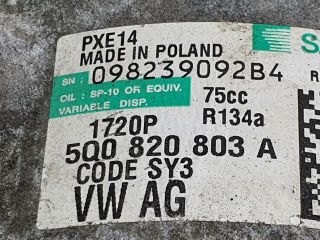 PXE14
MADE IN POLAND
S
SN: 098239092B4
R
OIL: SP-10 OR EQUIV. 75cc
VARIABLE DISP. R134a
1720P
5Q0 820 803 A
CODE SY3
VW AG